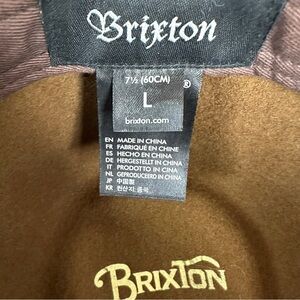 Brixton
7½ (60CM)
L
®
brixton.com
EN MADE IN CHINA
FR FABRIQUÉ EN CHINE
ES HECHO EN CHINA
DE HERGESTELLT IN CHINA
IT PRODOTTO IN CINA
NL GEPRODUCEERD IN CHINA
JP 中国製
KR 원산지: 중국
BRIXTON